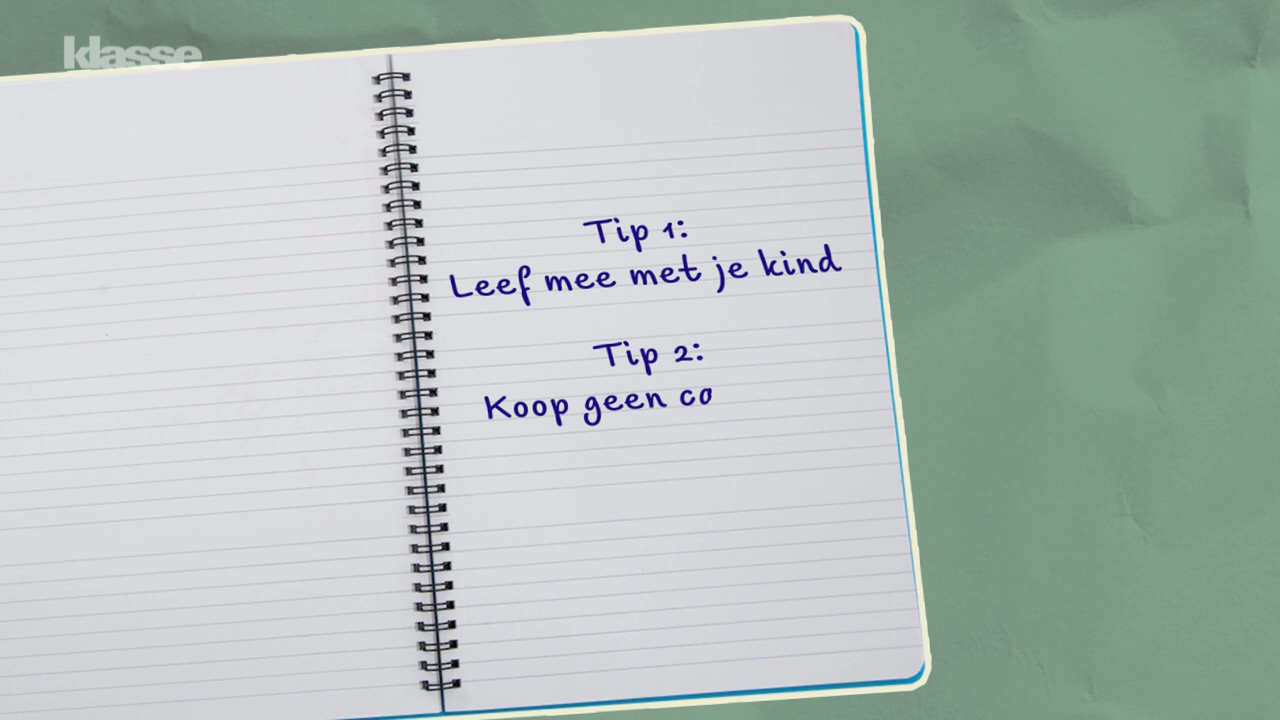 klasse
Tip 1:
Leef mee met je kind
Tip 2:
Koop geen co